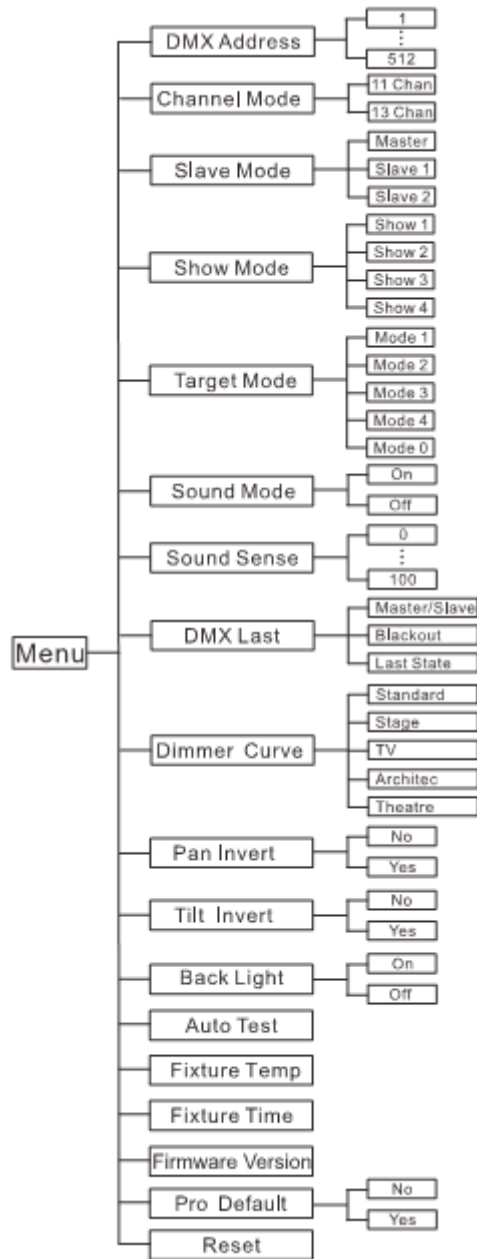 Menu
DMX Address
1
512
Channel Mode
11 Chan
13 Chan
Slave Mode
Master
Slave 1
Slave 2
Show Mode
Show 1
Show 2
Show 3
Show 4
Target Mode
Mode 1
Mode 2
Mode 3
Mode 4
Mode 0
Sound Mode
On
Off
Sound Sense
0
100
DMX Last
Master/Slave
Blackout
Last State
Dimmer Curve
Standard
Stage
TV
Architec
Theatre
Pan Invert
No
Yes
Tilt Invert
No
Yes
Back Light
On
Off
Auto Test
Fixture Temp
Fixture Time
Firmware Version
Pro Default
No
Yes
Reset